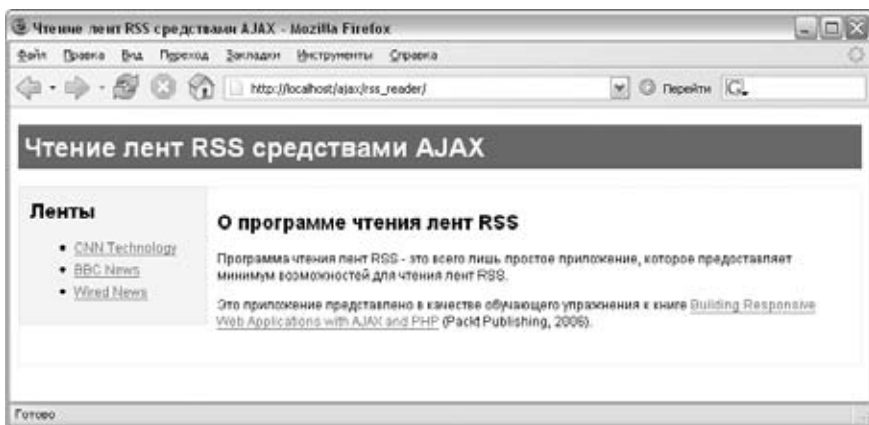 Чтение лент RSS средствами AJAX - Mozilla Firefox
Файл Правка Вид Переход Закладки Инструменты Справка
http://localhost/ajax/rss_reader/ Перейти
Чтение лент RSS средствами AJAX
Ленты
CNN Technology
BBC News
Wired News
О программе чтения лент RSS
Программа чтения лент RSS - это всего лишь простое приложение, которое предоставляет
минимум возможностей для чтения лент RSS.
Это приложение представлено в качестве обучающего упражнения к книге Building Responsive
Web Applications with AJAX and PHP (Packt Publishing, 2006).
Готово